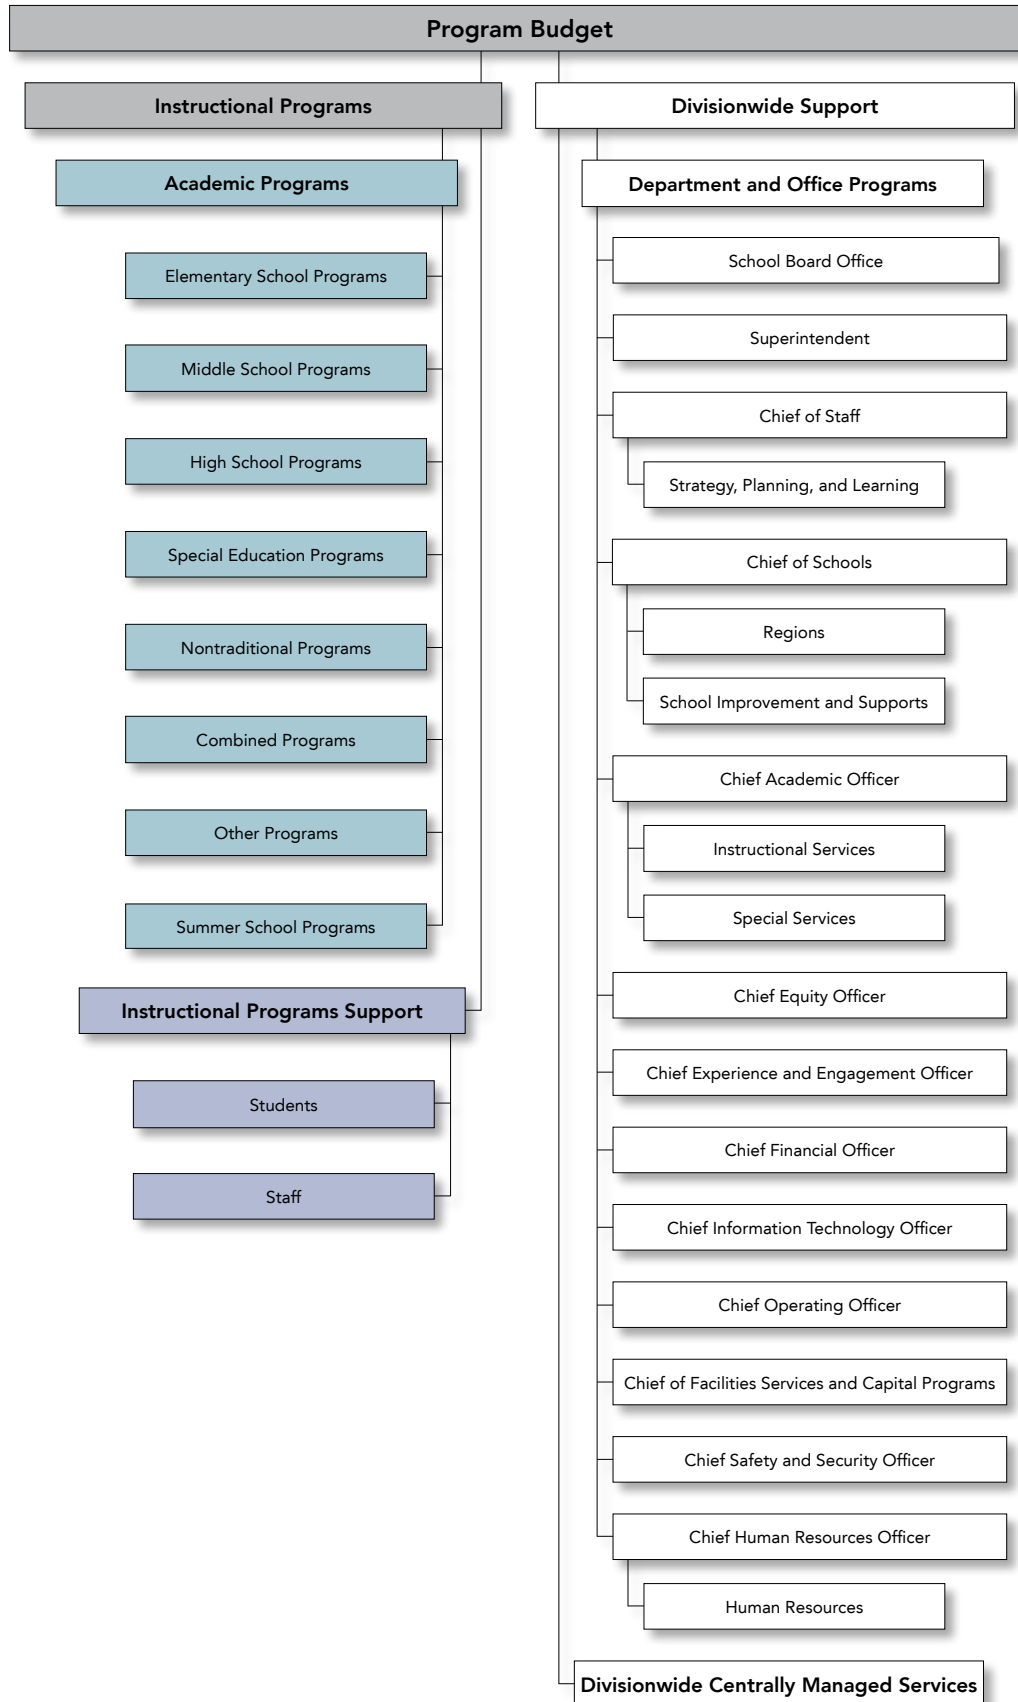 Program Budget
Instructional Programs
Academic Programs
Elementary School Programs
Middle School Programs
High School Programs
Special Education Programs
Nontraditional Programs
Combined Programs
Other Programs
Summer School Programs
Instructional Programs Support
Students
Staff
Divisionwide Support
Department and Office Programs
School Board Office
Superintendent
Chief of Staff
Strategy, Planning, and Learning
Chief of Schools
Regions
School Improvement and Supports
Chief Academic Officer
Instructional Services
Special Services
Chief Equity Officer
Chief Experience and Engagement Officer
Chief Financial Officer
Chief Information Technology Officer
Chief Operating Officer
Chief of Facilities Services and Capital Programs
Chief Safety and Security Officer
Chief Human Resources Officer
Human Resources
Divisionwide Centrally Managed Services